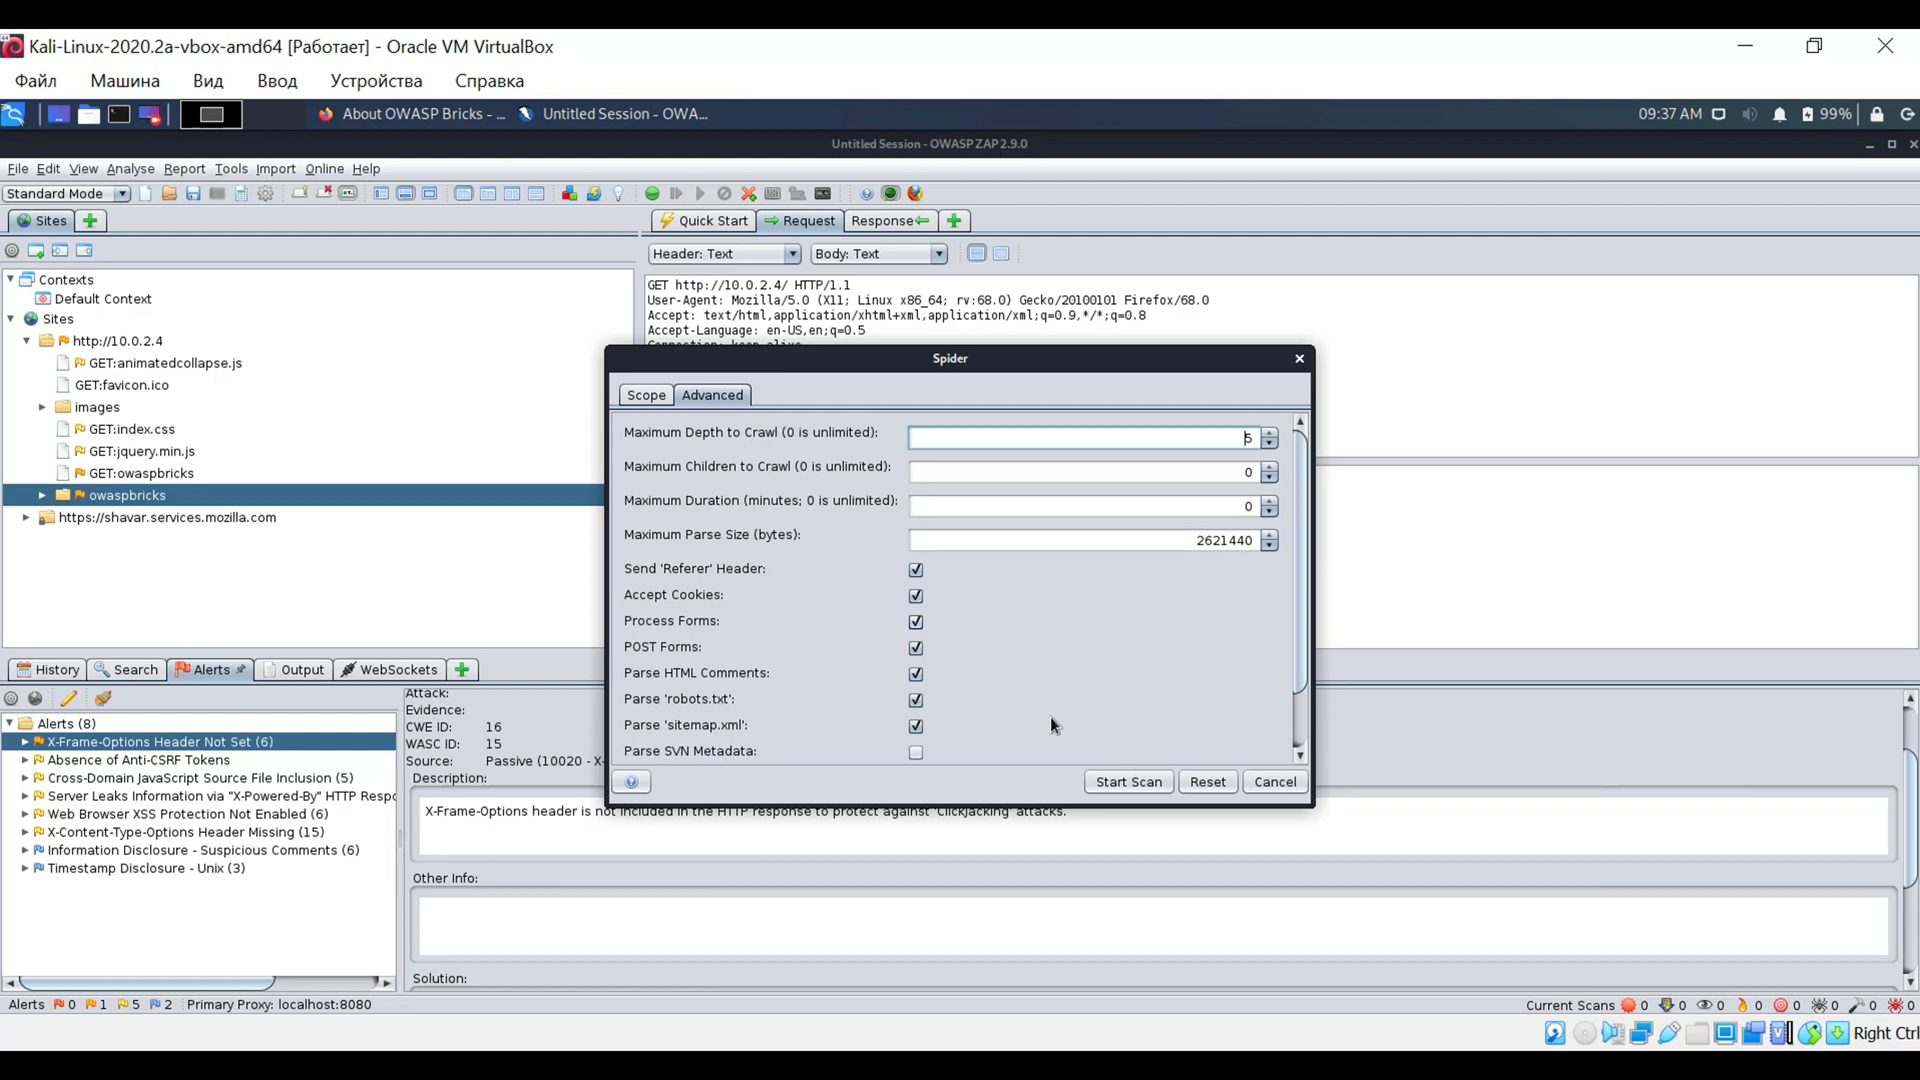 Kali-Linux-2020.2a-vbox-amd64 [Работает] - Oracle VM VirtualBox
Файл Машина Вид Ввод Устройства Справка
About OWASP Bricks - ... Untitled Session - OWA... 09:37 AM 99%
Untitled Session - OWASP ZAP 2.9.0
File Edit View Analyse Report Tools Import Online Help
Standard Mode
Sites Quick Start Request Response
Header: Text Body: Text
Contexts
Default Context
Sites
http://10.0.2.4
GET:animatedcollapse.js
GET:favicon.ico
images
GET:index.css
GET:jquery.min.js
GET:owaspbricks
owaspbricks
https://shavar.services.mozilla.com
GET http://10.0.2.4/ HTTP/1.1
User-Agent: Mozilla/5.0 (X11; Linux x86_64; rv:68.0) Gecko/20100101 Firefox/68.0
Accept: text/html,application/xhtml+xml,application/xml;q=0.9,*/*;q=0.8
Accept-Language: en-US,en;q=0.5
Spider
Scope Advanced
Maximum Depth to Crawl (0 is unlimited): 5
Maximum Children to Crawl (0 is unlimited): 0
Maximum Duration (minutes; 0 is unlimited): 0
Maximum Parse Size (bytes): 2621440
Send 'Referer' Header:
Accept Cookies:
Process Forms:
POST Forms:
Parse HTML Comments:
Parse 'robots.txt':
Parse 'sitemap.xml':
Parse SVN Metadata:
Start Scan Reset Cancel
History Search Alerts Output WebSockets
Alerts (8)
X-Frame-Options Header Not Set (6)
Absence of Anti-CSRF Tokens
Cross-Domain JavaScript Source File Inclusion (5)
Server Leaks Information via "X-Powered-By" HTTP Respo
Web Browser XSS Protection Not Enabled (6)
X-Content-Type-Options Header Missing (15)
Information Disclosure - Suspicious Comments (6)
Timestamp Disclosure - Unix (3)
Attack:
Evidence:
CWE ID: 16
WASC ID: 15
Source: Passive (10020 - X-
Description:
X-Frame-Options header is not included in the HTTP response to protect against 'ClickJacking' attacks.
Other Info:
Solution:
Alerts 0 1 5 2 Primary Proxy: localhost:8080
Current Scans 0 0 0 0 0 0 0 0
Right Ctrl